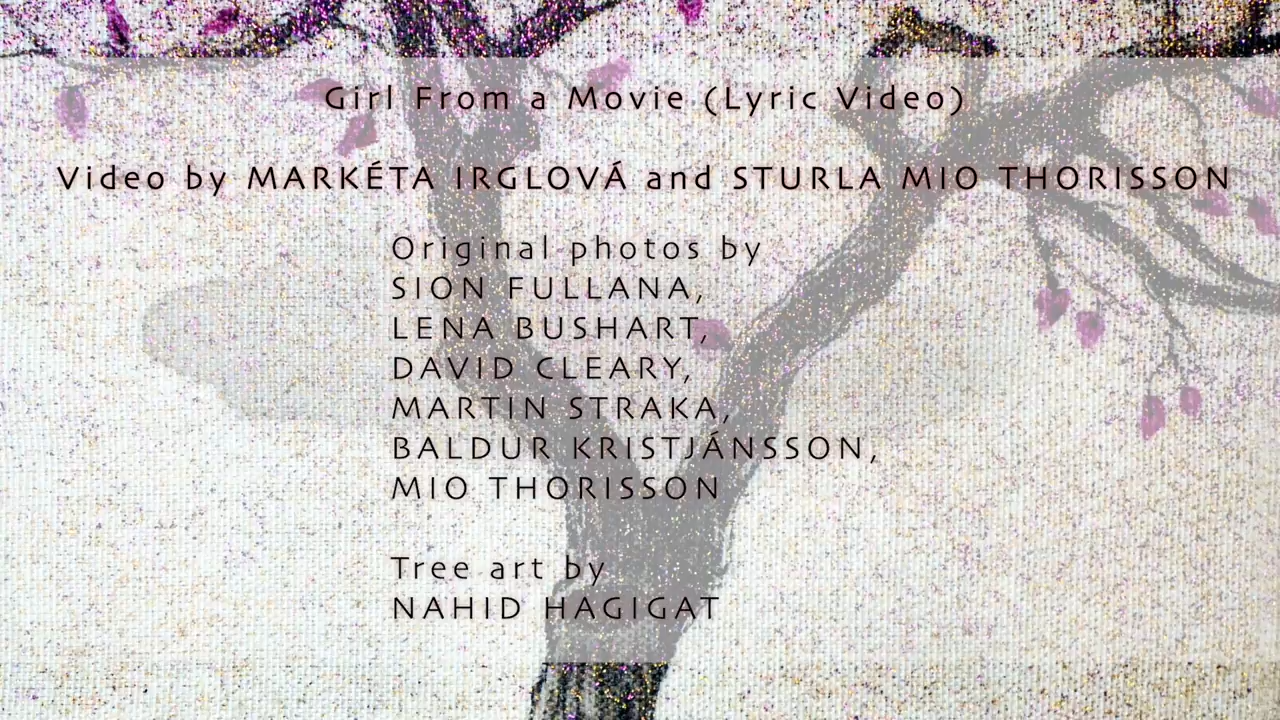 Girl From a Movie (Lyric Video)
Video by MARKÉTA IRGLOVÁ and STURLA MIO THORISSON
Original photos by
SION FULLANA,
LENA BUSHART,
DAVID CLEARY,
MARTIN STRAKA,
BALDUR KRISTJÁNSSON,
MIO THORISSON
Tree art by
NAHID HAGIGAT